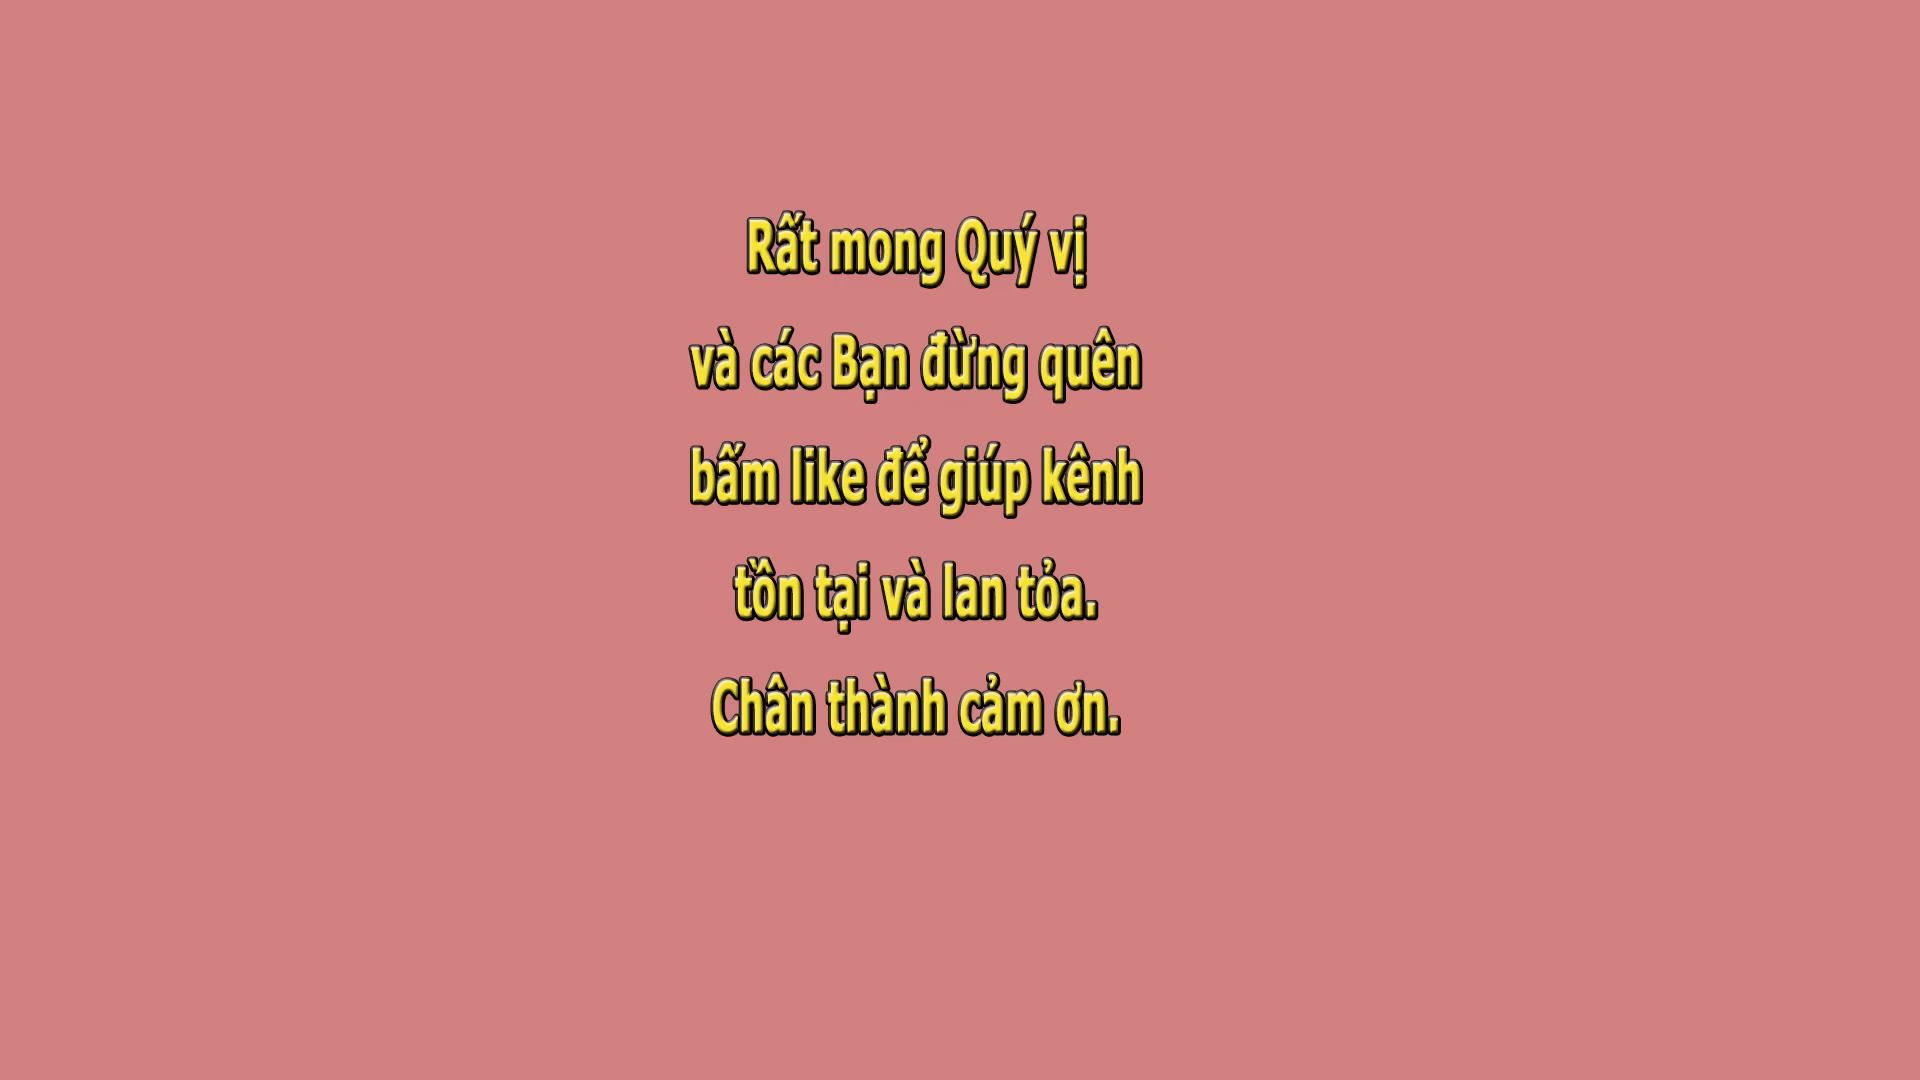 Rất mong Quý vị
và các Bạn đừng quên
bấm like để giúp kênh
tồn tại và lan tỏa.
Chân thành cảm ơn.